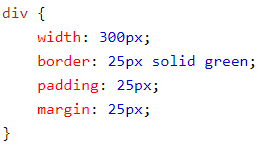 div {
    width: 300px;
    border: 25px solid green;
    padding: 25px;
    margin: 25px;
}